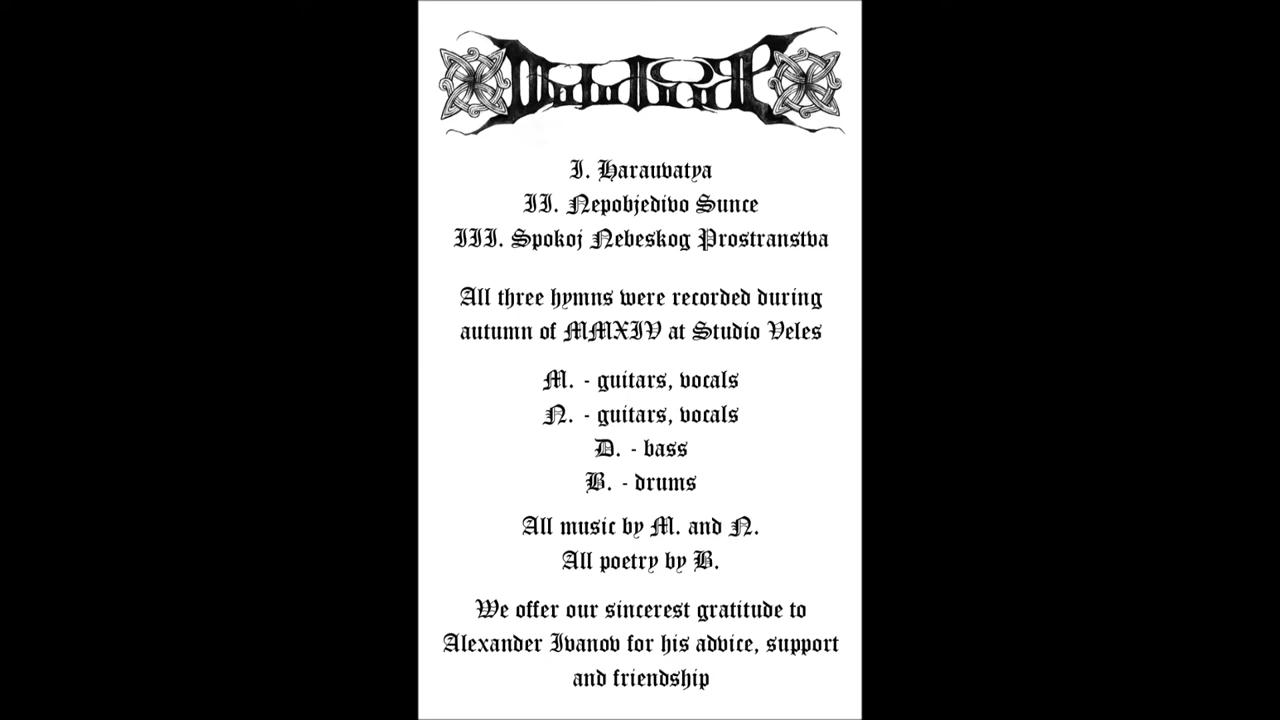 I. Harauvatya
II. Nepobjedivo Sunce
III. Spokoj Nebeskog Prostranstva
All three hymns were recorded during
autumn of MMXIV at Studio Veles
M. - guitars, vocals
N. - guitars, vocals
D. - bass
B. - drums
All music by M. and N.
All poetry by B.
We offer our sincerest gratitude to
Alexander Ivanov for his advice, support
and friendship